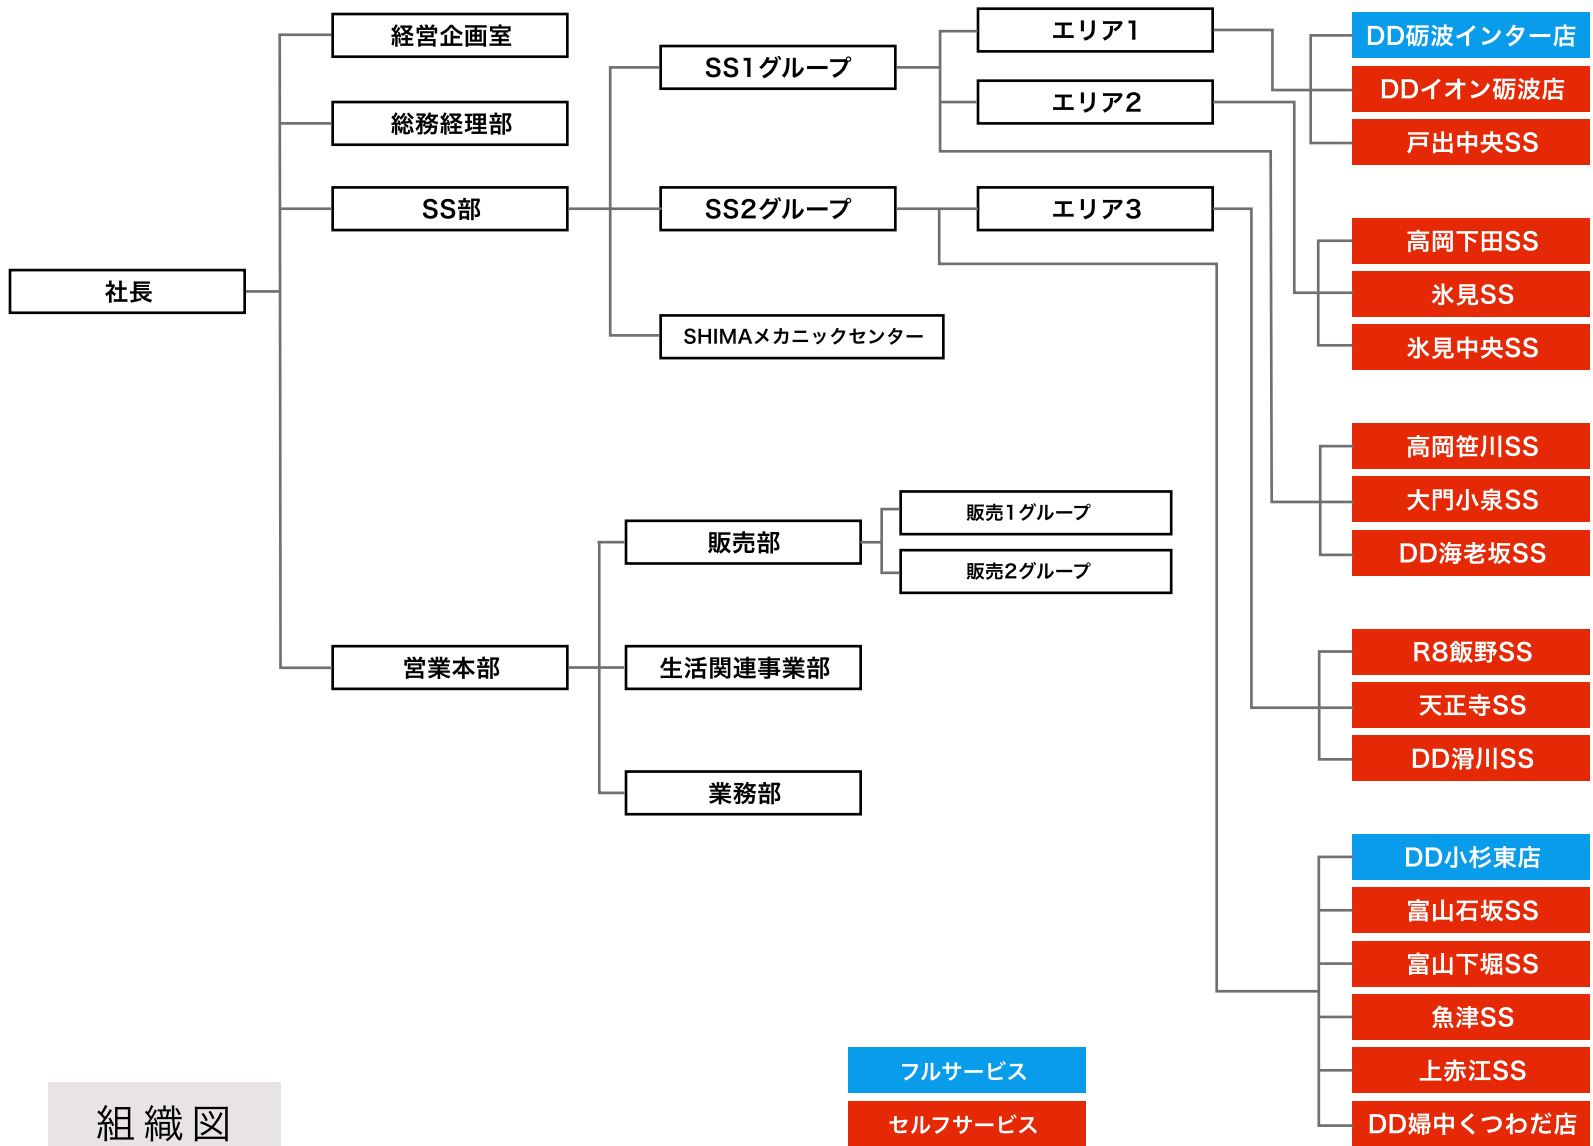 社長
経営企画室
総務経理部
SS部
SS1グループ
エリア1
エリア2
SS2グループ
エリア3
SHIMAメカニックセンター
営業本部
販売部
販売1グループ
販売2グループ
生活関連事業部
業務部
DD砺波インター店
DDイオン砺波店
戸出中央SS
高岡下田SS
氷見SS
氷見中央SS
高岡笹川SS
大門小泉SS
DD海老坂SS
R8飯野SS
天正寺SS
DD滑川SS
DD小杉東店
富山石坂SS
富山下堀SS
魚津SS
上赤江SS
DD婦中くつわだ店
フルサービス
セルフサービス
組織図